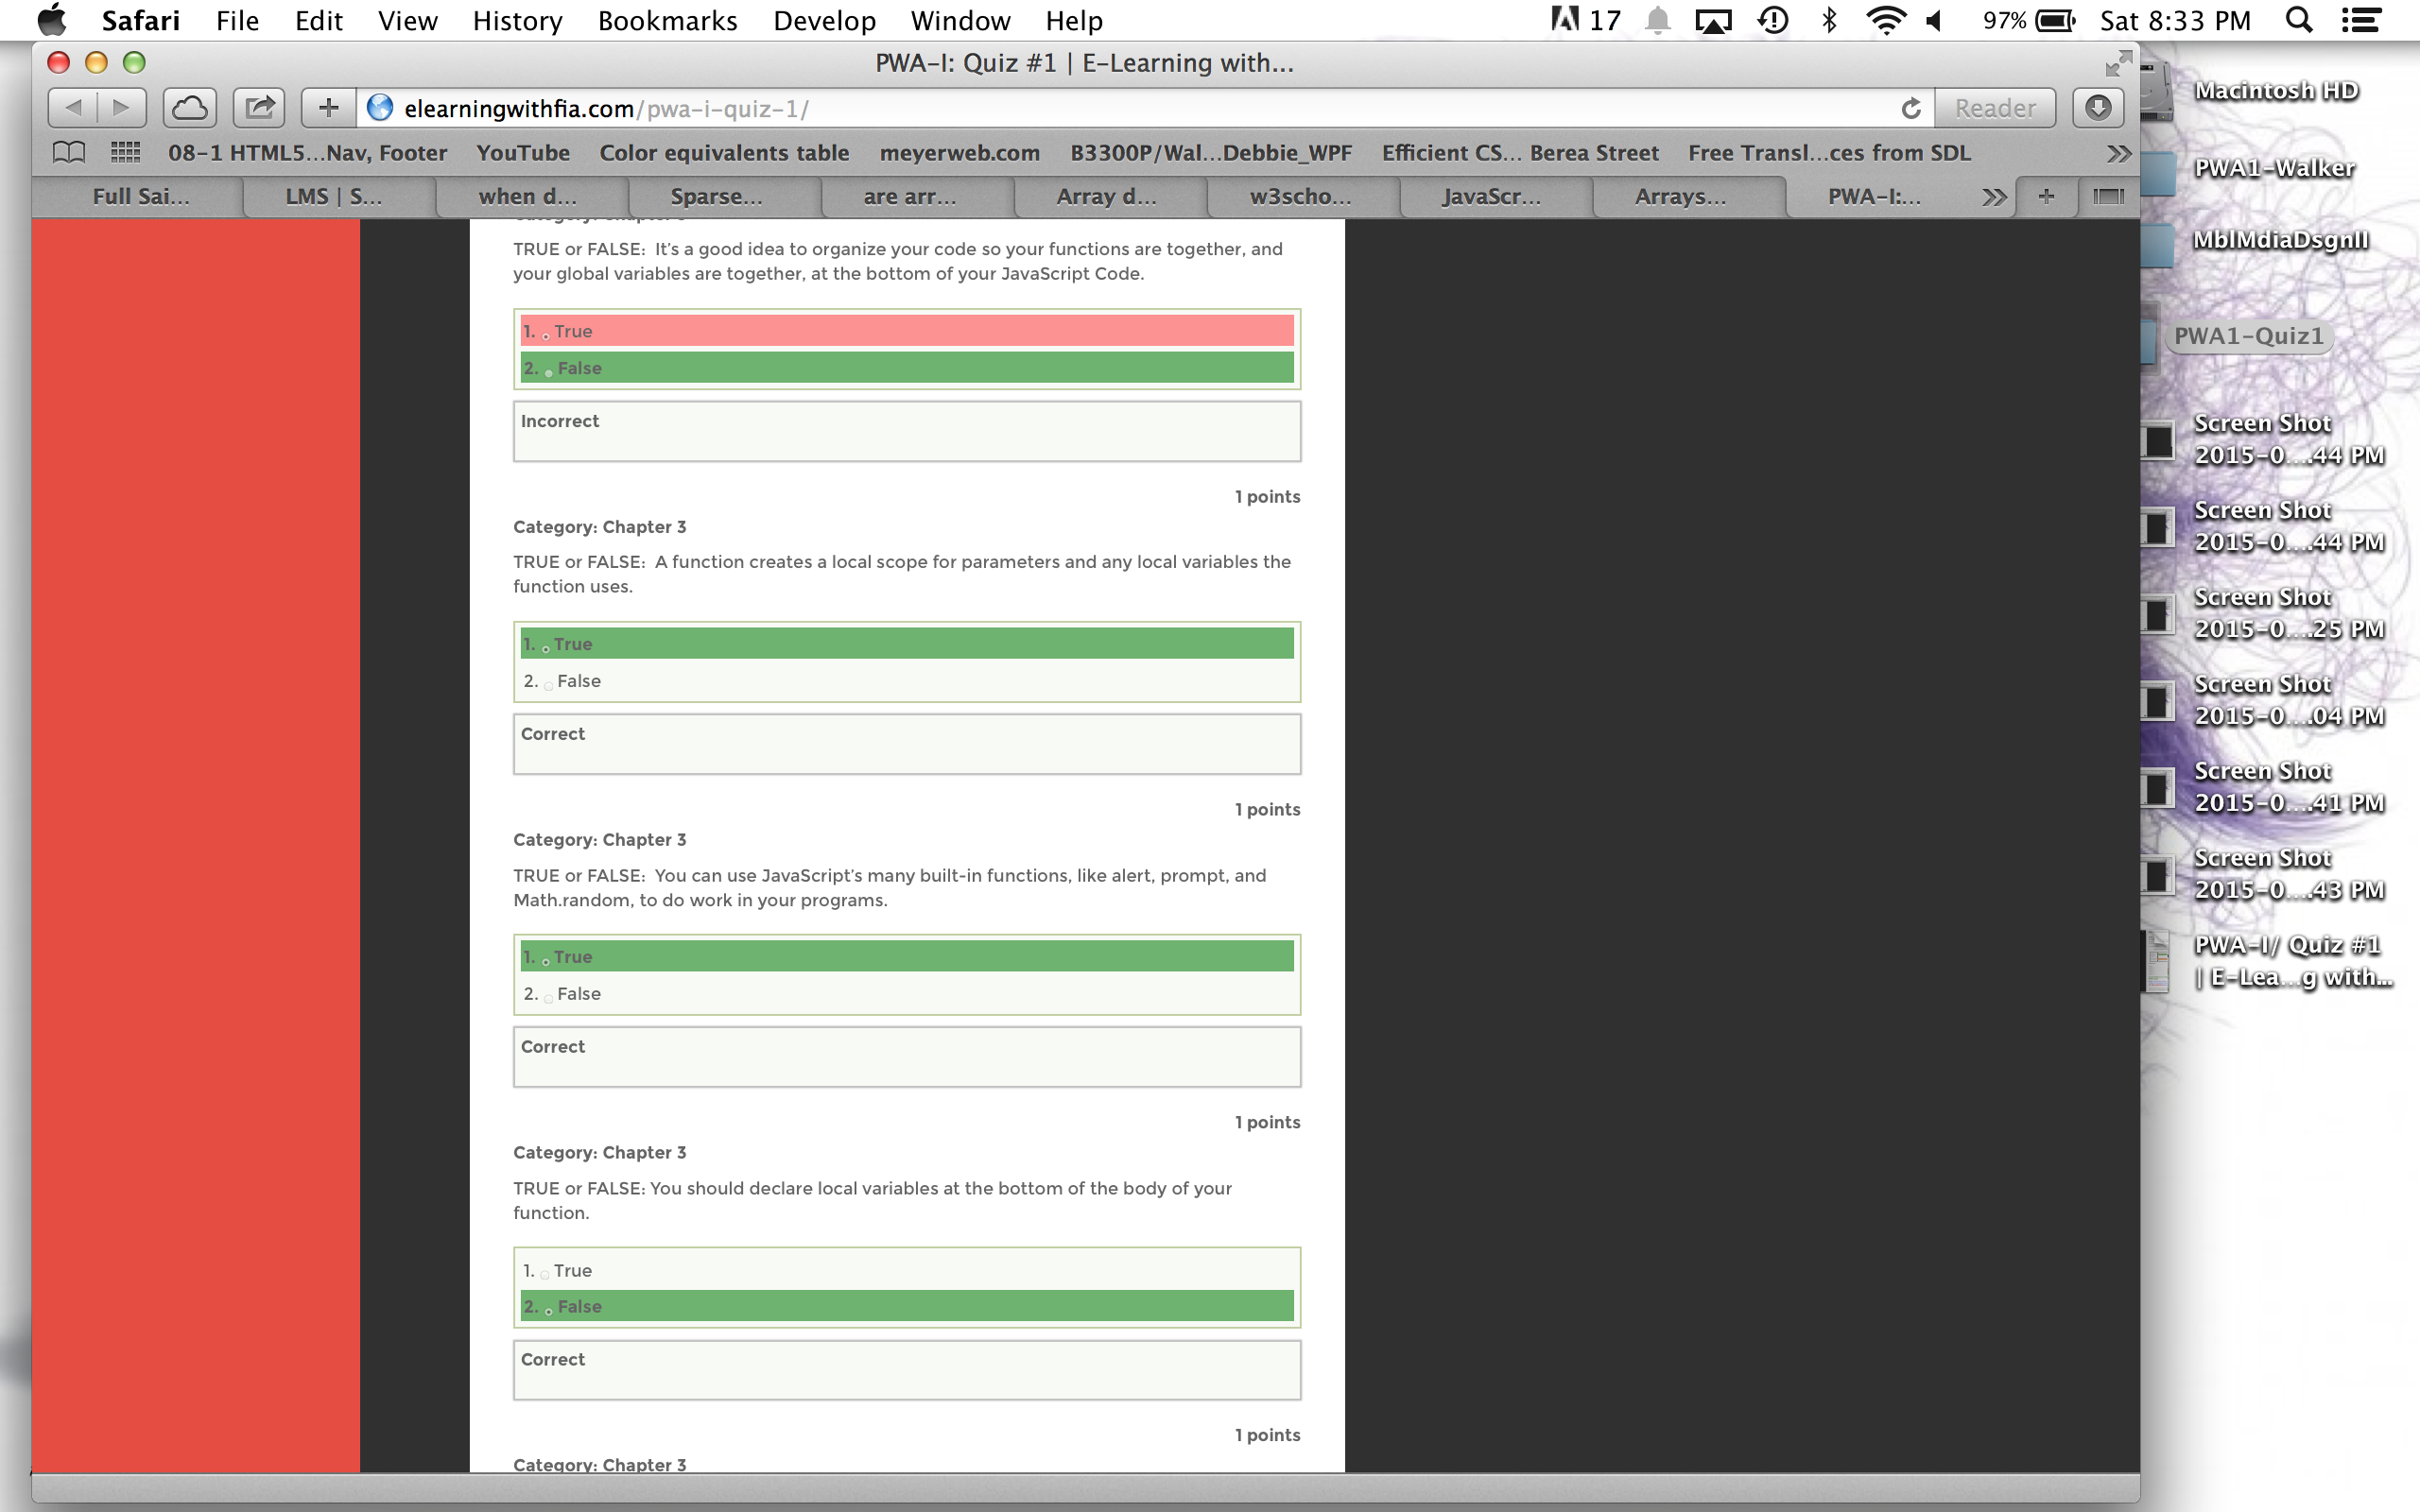 Safari File Edit View History Bookmarks Develop Window Help 17 97% Sat 8:33 PM
PWA-I: Quiz #1 | E-Learning with...
elearningwithfia.com/pwa-i-quiz-1/ Reader
08-1 HTML5...Nav, Footer YouTube Color equivalents table meyerweb.com B3300P/Wal...Debbie_WPF Efficient CS... Berea Street Free Transl...ces from SDL
Full Sai... LMS | S... when d... Sparse... are arr... Array d... w3scho... JavaScr... Arrays... PWA-I:...
TRUE or FALSE: It's a good idea to organize your code so your functions are together, and
your global variables are together, at the bottom of your JavaScript Code.
1. True
2. False
Incorrect
1 points
Category: Chapter 3
TRUE or FALSE: A function creates a local scope for parameters and any local variables the
function uses.
1. True
2. False
Correct
1 points
Category: Chapter 3
TRUE or FALSE: You can use JavaScript's many built-in functions, like alert, prompt, and
Math.random, to do work in your programs.
1. True
2. False
Correct
1 points
Category: Chapter 3
TRUE or FALSE: You should declare local variables at the bottom of the body of your
function.
1. True
2. False
Correct
1 points
Category: Chapter 3
Macintosh HD
PWA1-Walker
MblMdiaDsgnII
PWA1-Quiz1
Screen Shot
2015-0....44 PM
Screen Shot
2015-0....44 PM
Screen Shot
2015-0....25 PM
Screen Shot
2015-0....04 PM
Screen Shot
2015-0....41 PM
Screen Shot
2015-0....43 PM
PWA-I/ Quiz #1
| E-Lea...g with...